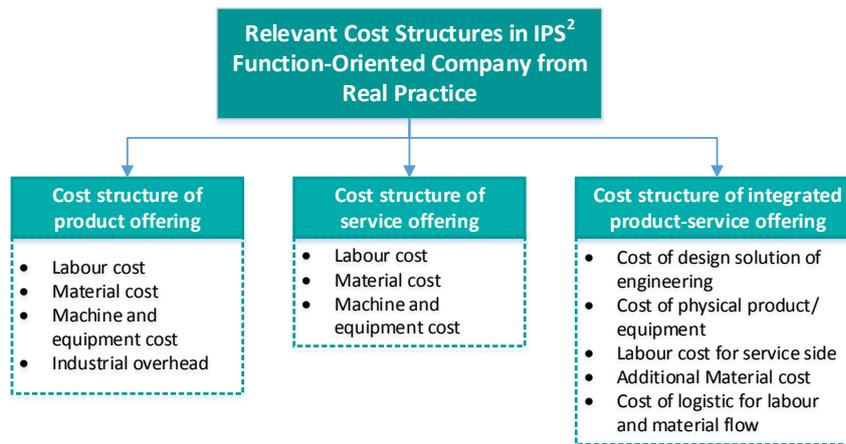 Relevant Cost Structures in IPS²
Function-Oriented Company from
Real Practice
Cost structure of
product offering
• Labour cost
• Material cost
• Machine and
equipment cost
• Industrial overhead
Cost structure of
service offering
• Labour cost
• Material cost
• Machine and
equipment cost
Cost structure of integrated
product-service offering
• Cost of design solution of
engineering
• Cost of physical product/
equipment
• Labour cost for service side
• Additional Material cost
• Cost of logistic for labour
and material flow